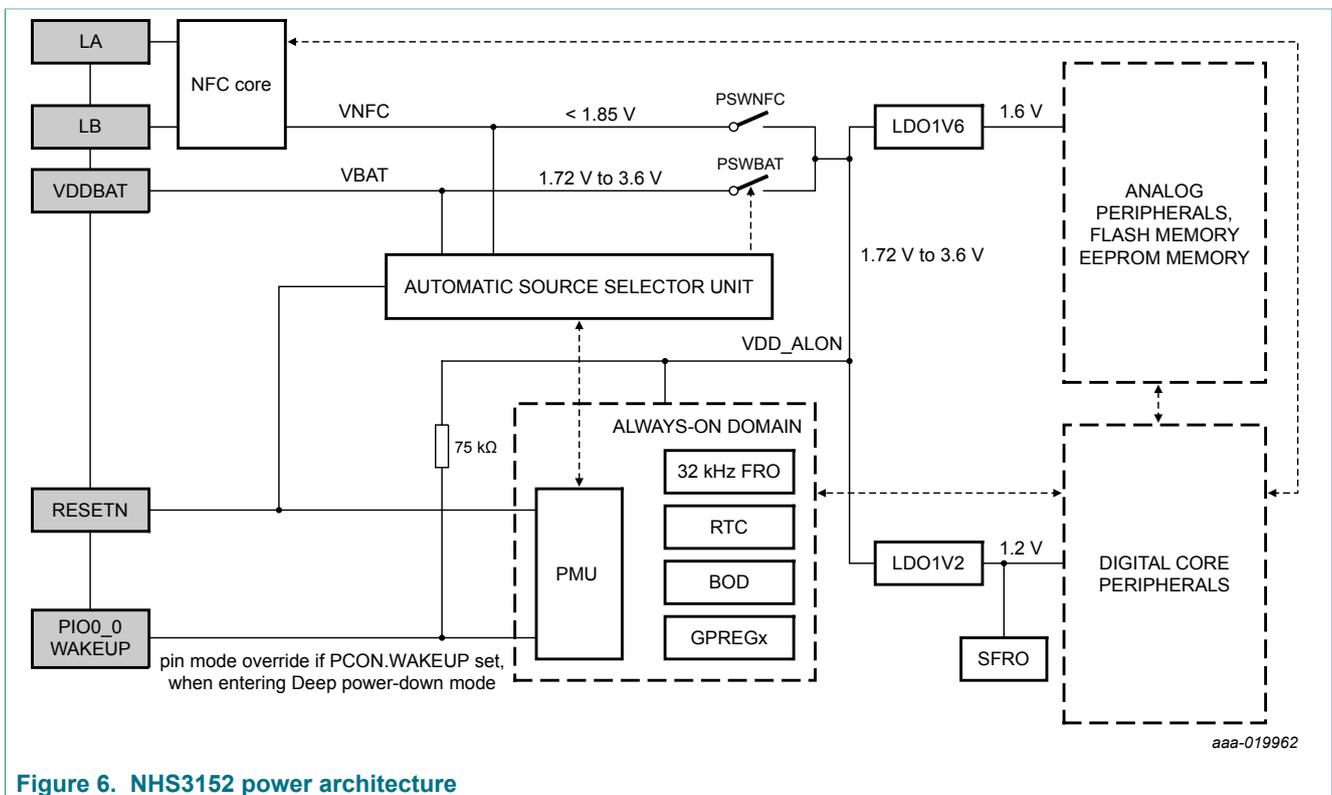 LA
NFC core
LB
VDDBAT
VNFC
< 1.85 V
PSWNFC
VBAT
1.72 V to 3.6 V
PSWBAT
LDO1V6
1.6 V
ANALOG
PERIPHERALS,
FLASH MEMORY
EEPROM MEMORY
AUTOMATIC SOURCE SELECTOR UNIT
1.72 V to 3.6 V
VDD_ALON
75 kΩ
ALWAYS-ON DOMAIN
32 kHz FRO
RTC
BOD
GPREGx
PMU
RESETN
PIO0_0
WAKEUP
pin mode override if PCON.WAKEUP set,
when entering Deep power-down mode
LDO1V2
1.2 V
SFRO
DIGITAL CORE
PERIPHERALS
aaa-019962
Figure 6. NHS3152 power architecture